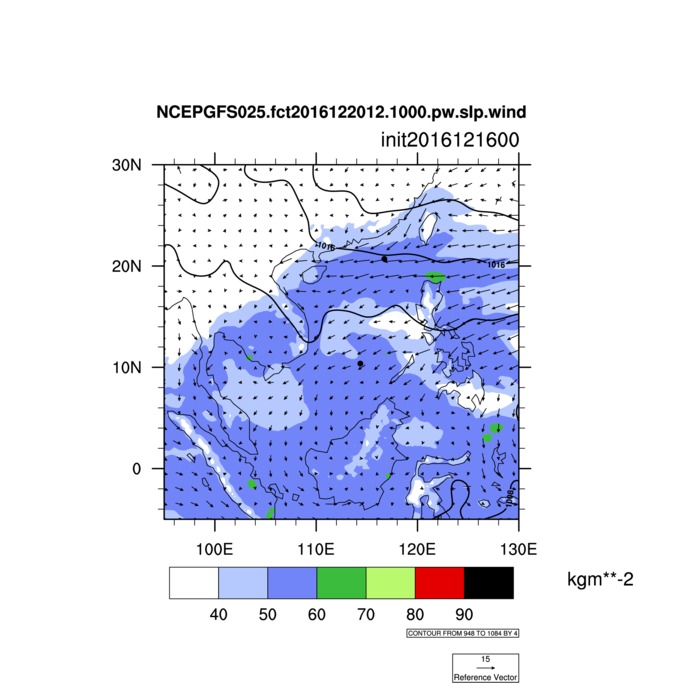 NCEPGFS025.fct2016122012.1000.pw.slp.wind
init2016121600
30N
1016
20N
1016
10N
0
1008
100E
110E
120E
130E
kgm**-2
40
50
60
70
80
90
CONTOUR FROM 948 TO 1084 BY 4
15
Reference Vector